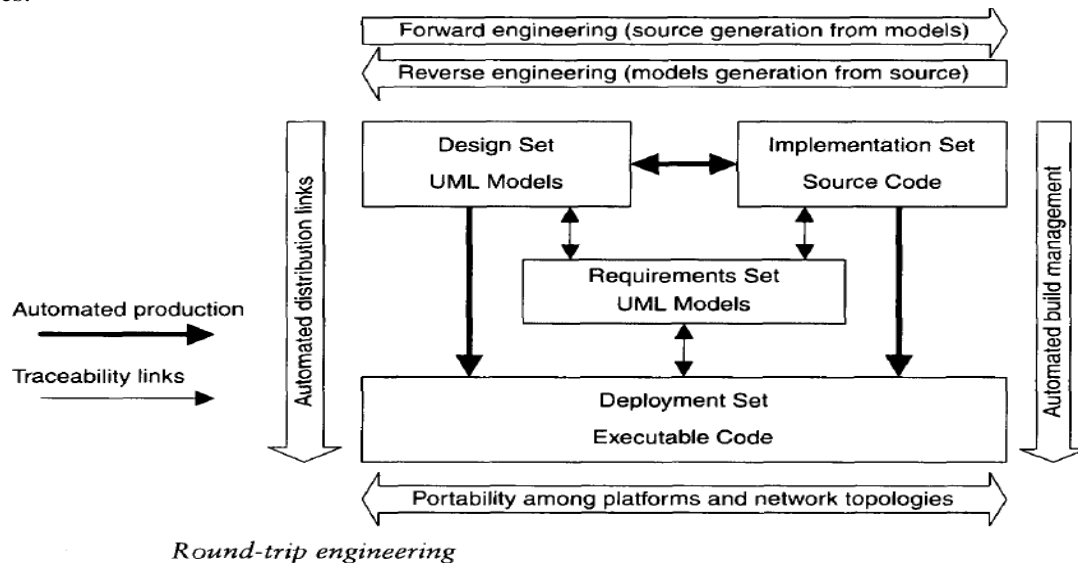 es.
Forward engineering (source generation from models)
Reverse engineering (models generation from source)
Automated distribution links
Design Set
UML Models
Implementation Set
Source Code
Automated build management
Requirements Set
UML Models
Automated production
Traceability links
Deployment Set
Executable Code
Portability among platforms and network topologies
Round-trip engineering